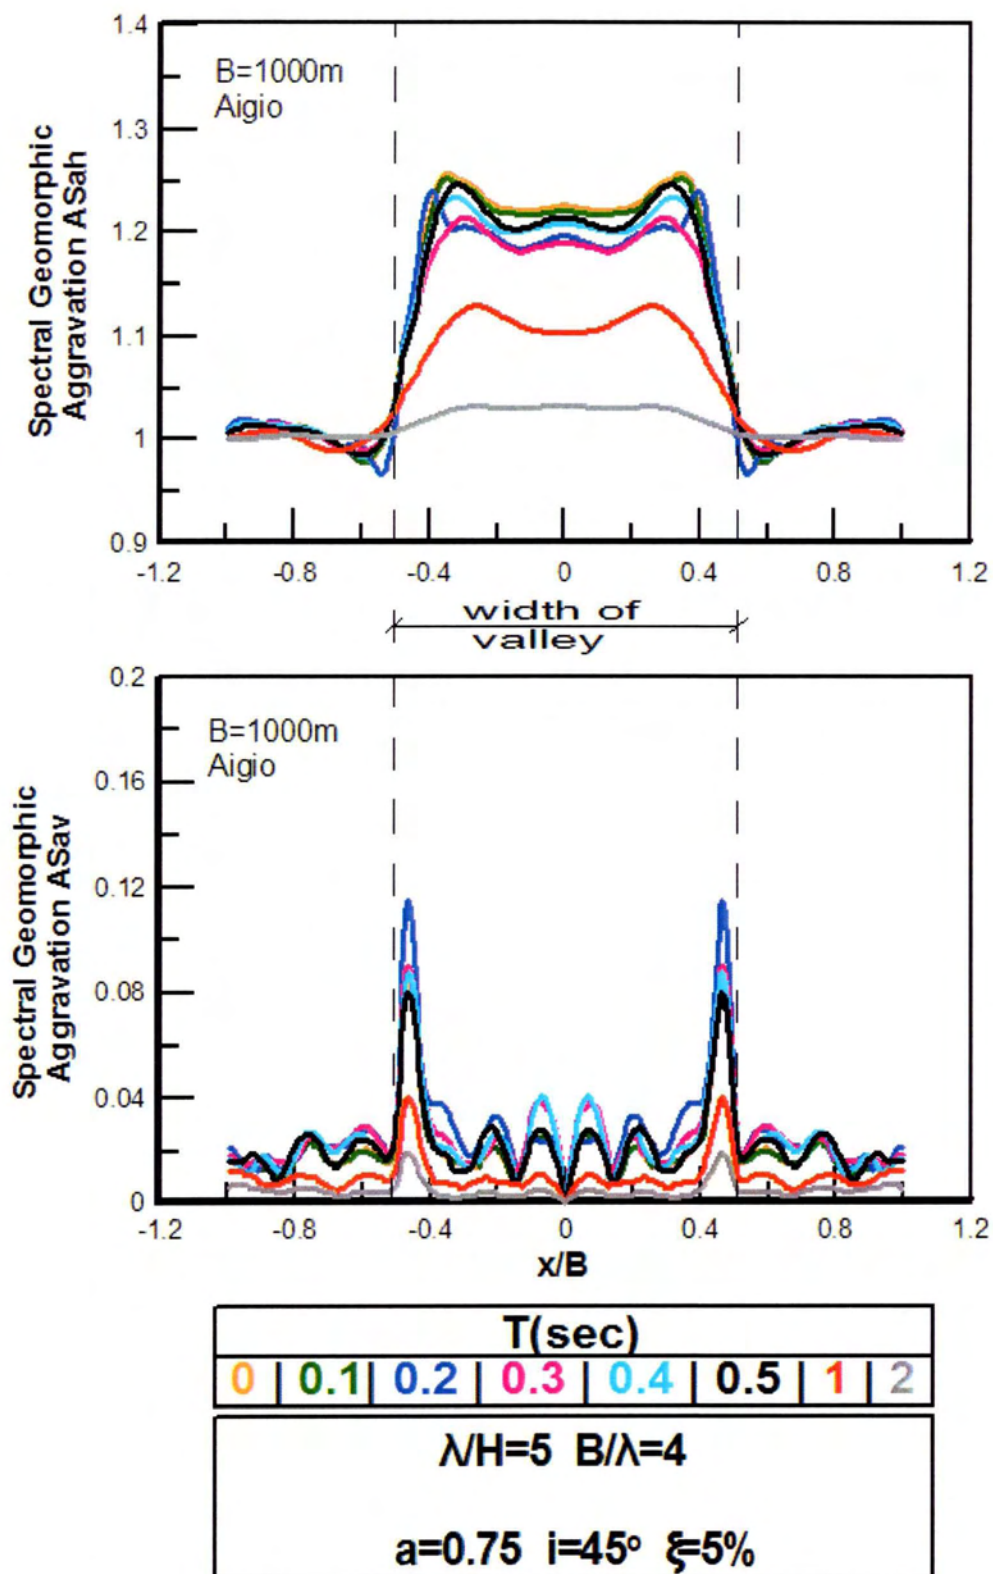 1.4
B=1000m
Aigio
1.3
1.2
1.1
1
0.9
Spectral Geomorphic
Aggravation ASah
-1.2 -0.8 -0.4 0 0.4 0.8 1.2
width of
valley
0.2
B=1000m
Aigio
0.16
0.12
0.08
0.04
0
Spectral Geomorphic
Aggravation ASav
-1.2 -0.8 -0.4 0 0.4 0.8 1.2
x/B
T(sec)
0 | 0.1 | 0.2 | 0.3 | 0.4 | 0.5 | 1 | 2
λ/H=5 B/λ=4
a=0.75 i=45° ξ=5%